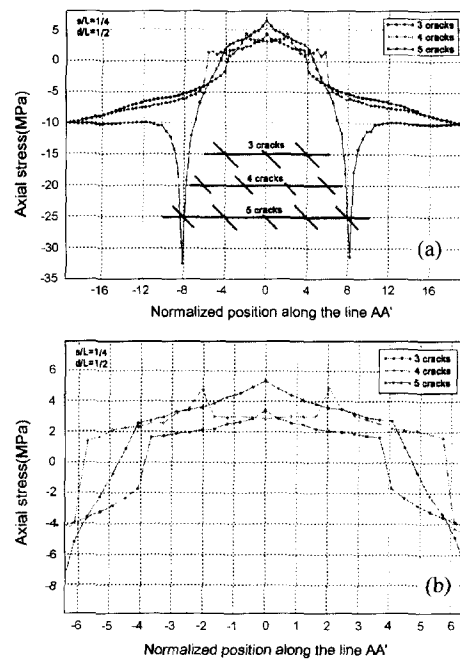 s/L=1/4
d/L=1/2
3 cracks
4 cracks
5 cracks
Axial stress(MPa)
5
0
-5
-10
-15
-20
-25
-30
-35
3 cracks
4 cracks
5 cracks
(a)
-16 -12 -8 -4 0 4 8 12 16
Normalized position along the line AA'
s/L=1/4
d/L=1/2
3 cracks
4 cracks
5 cracks
Axial stress(MPa)
6
4
2
0
-2
-4
-6
-8
(b)
-6 -5 -4 -3 -2 -1 0 1 2 3 4 5 6
Normalized position along the line AA'